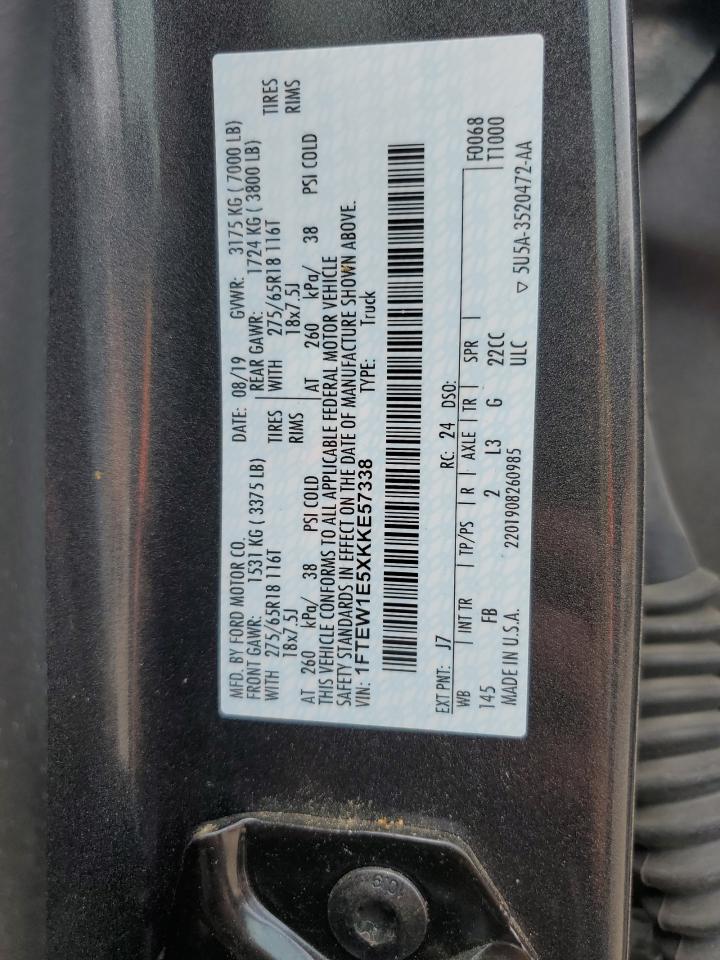 MFD. BY FORD MOTOR CO. DATE: 08/19 GVWR: 3175 KG ( 7000 LB)
FRONT GAWR: 1531 KG ( 3375 LB) REAR GAWR: 1724 KG ( 3800 LB)
WITH 275/65R18 116T TIRES WITH 275/65R18 116T TIRES
18x7.5J RIMS 18x7.5J RIMS
AT 260 kPa/ 38 PSI COLD AT 260 kPa/ 38 PSI COLD
THIS VEHICLE CONFORMS TO ALL APPLICABLE FEDERAL MOTOR VEHICLE
SAFETY STANDARDS IN EFFECT ON THE DATE OF MANUFACTURE SHOWN ABOVE.
VIN: 1FTEW1E5XKKE57338 TYPE: Truck
EXT PNT: J7 RC: 24 DSO: F0068
WB INT TR TP/PS R AXLE TR SPR T1000
145 FB 2 L3 G 22CC
MADE IN U.S.A. 2201908260985 ULC ▽ 5U5A-3520472-AA